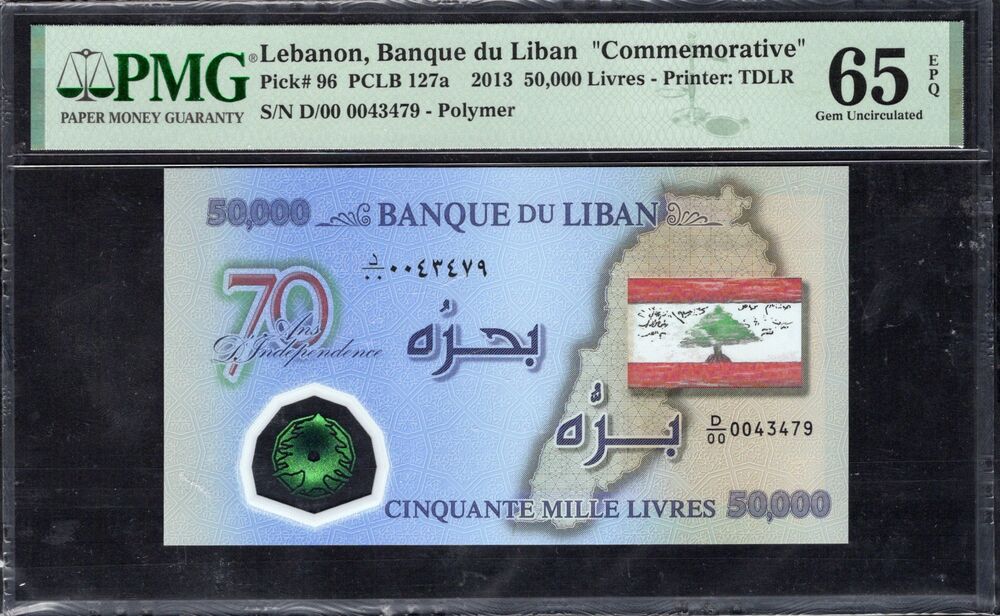 PMG®
PAPER MONEY GUARANTY
Lebanon, Banque du Liban "Commemorative"
Pick# 96 PCLB 127a 2013 50,000 Livres - Printer: TDLR
S/N D/00 0043479 - Polymer
65 EPQ
Gem Uncirculated
50,000 BANQUE DU LIBAN
د/٠٠ ٠٠٤٣٤٧٩
70
Ans
D'Indépendence
بحرُه
برُّه
D/00 0043479
CINQUANTE MILLE LIVRES 50,000